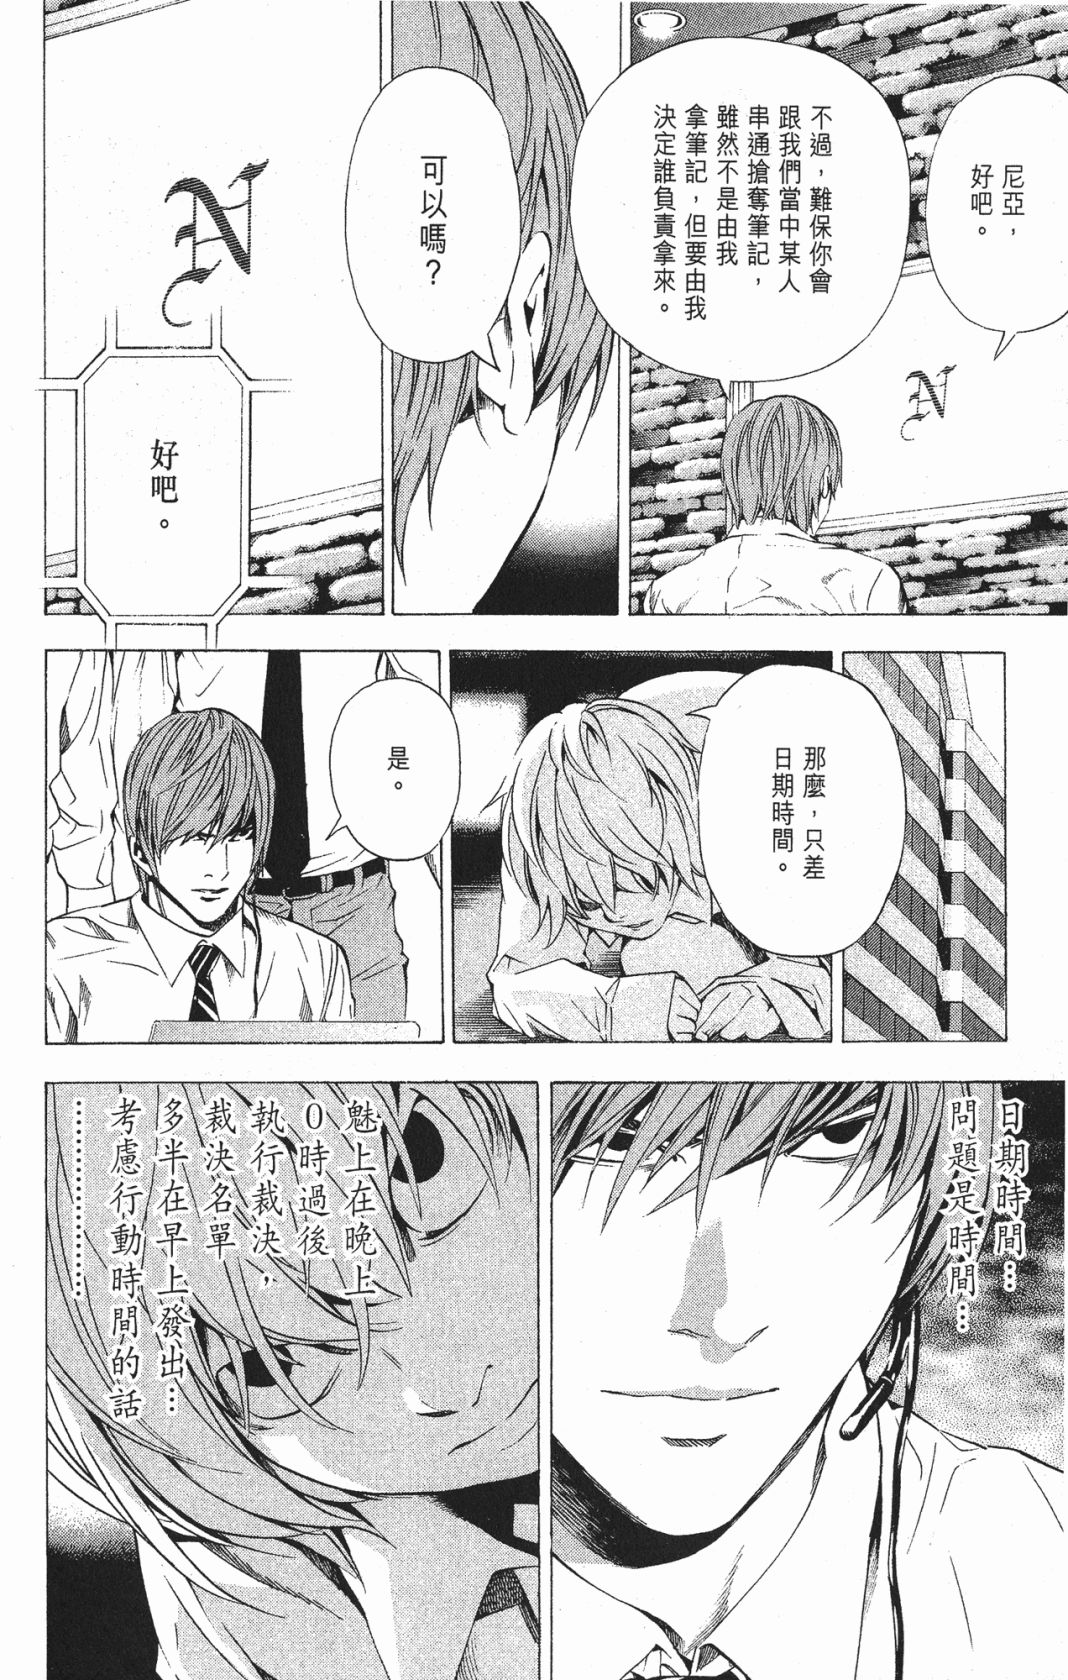 尼亞，
好吧。
不過，難保你會
跟我們當中某人
串通搶奪筆記，
雖然不是由我
拿筆記，但要由我
決定誰負責拿來。
N
可以嗎？
N
好吧。
那麼，只差
日期時間。
是。
日期時間…
問題是時間…
魅上在晚上
０時過後
執行裁決，
裁決名單
多半在早上發出…
考慮行動時間的話
…………………